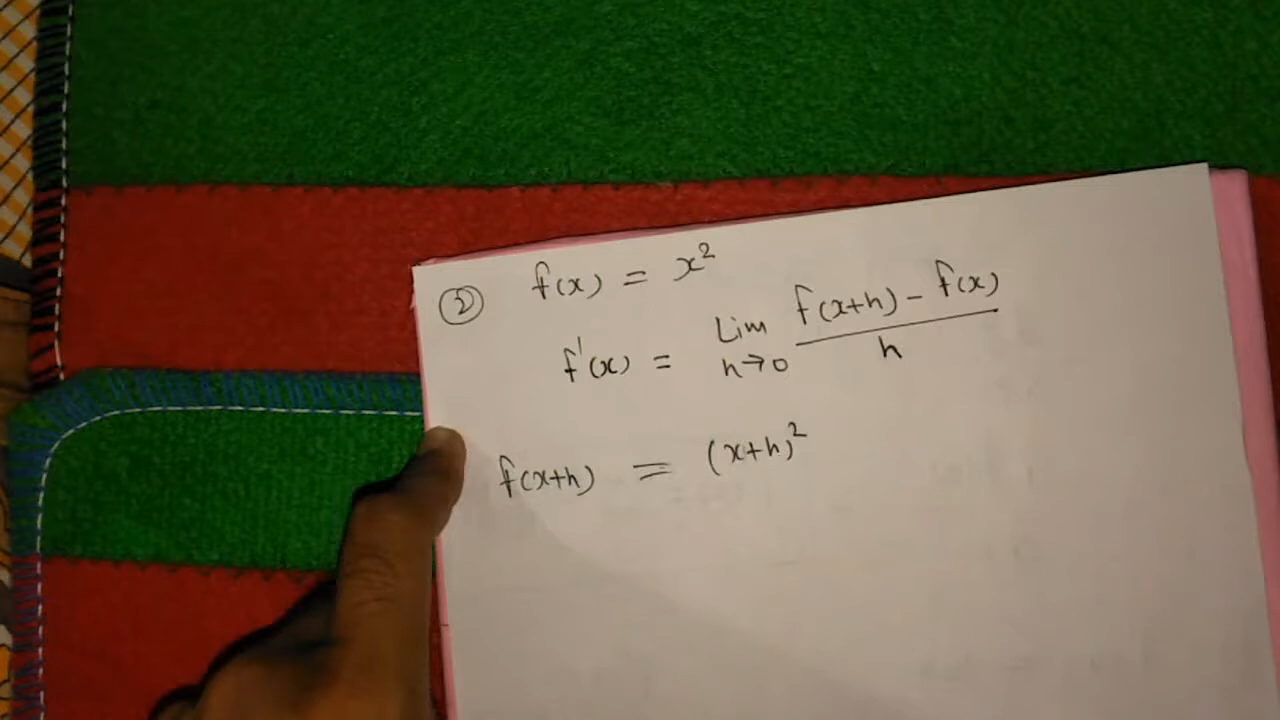 ② f(x) = x²
f'(x) = Lim h→0 f(x+h) - f(x) / h
f(x+h) = (x+h)²